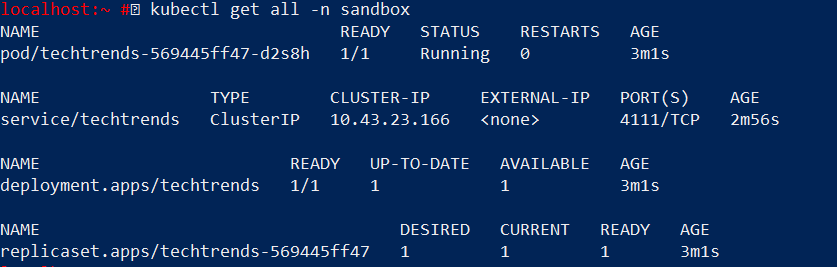 localhost:~ # kubectl get all -n sandbox
NAME READY STATUS RESTARTS AGE
pod/techtrends-569445ff47-d2s8h 1/1 Running 0 3m1s
NAME TYPE CLUSTER-IP EXTERNAL-IP PORT(S) AGE
service/techtrends ClusterIP 10.43.23.166 <none> 4111/TCP 2m56s
NAME READY UP-TO-DATE AVAILABLE AGE
deployment.apps/techtrends 1/1 1 1 3m1s
NAME DESIRED CURRENT READY AGE
replicaset.apps/techtrends-569445ff47 1 1 1 3m1s